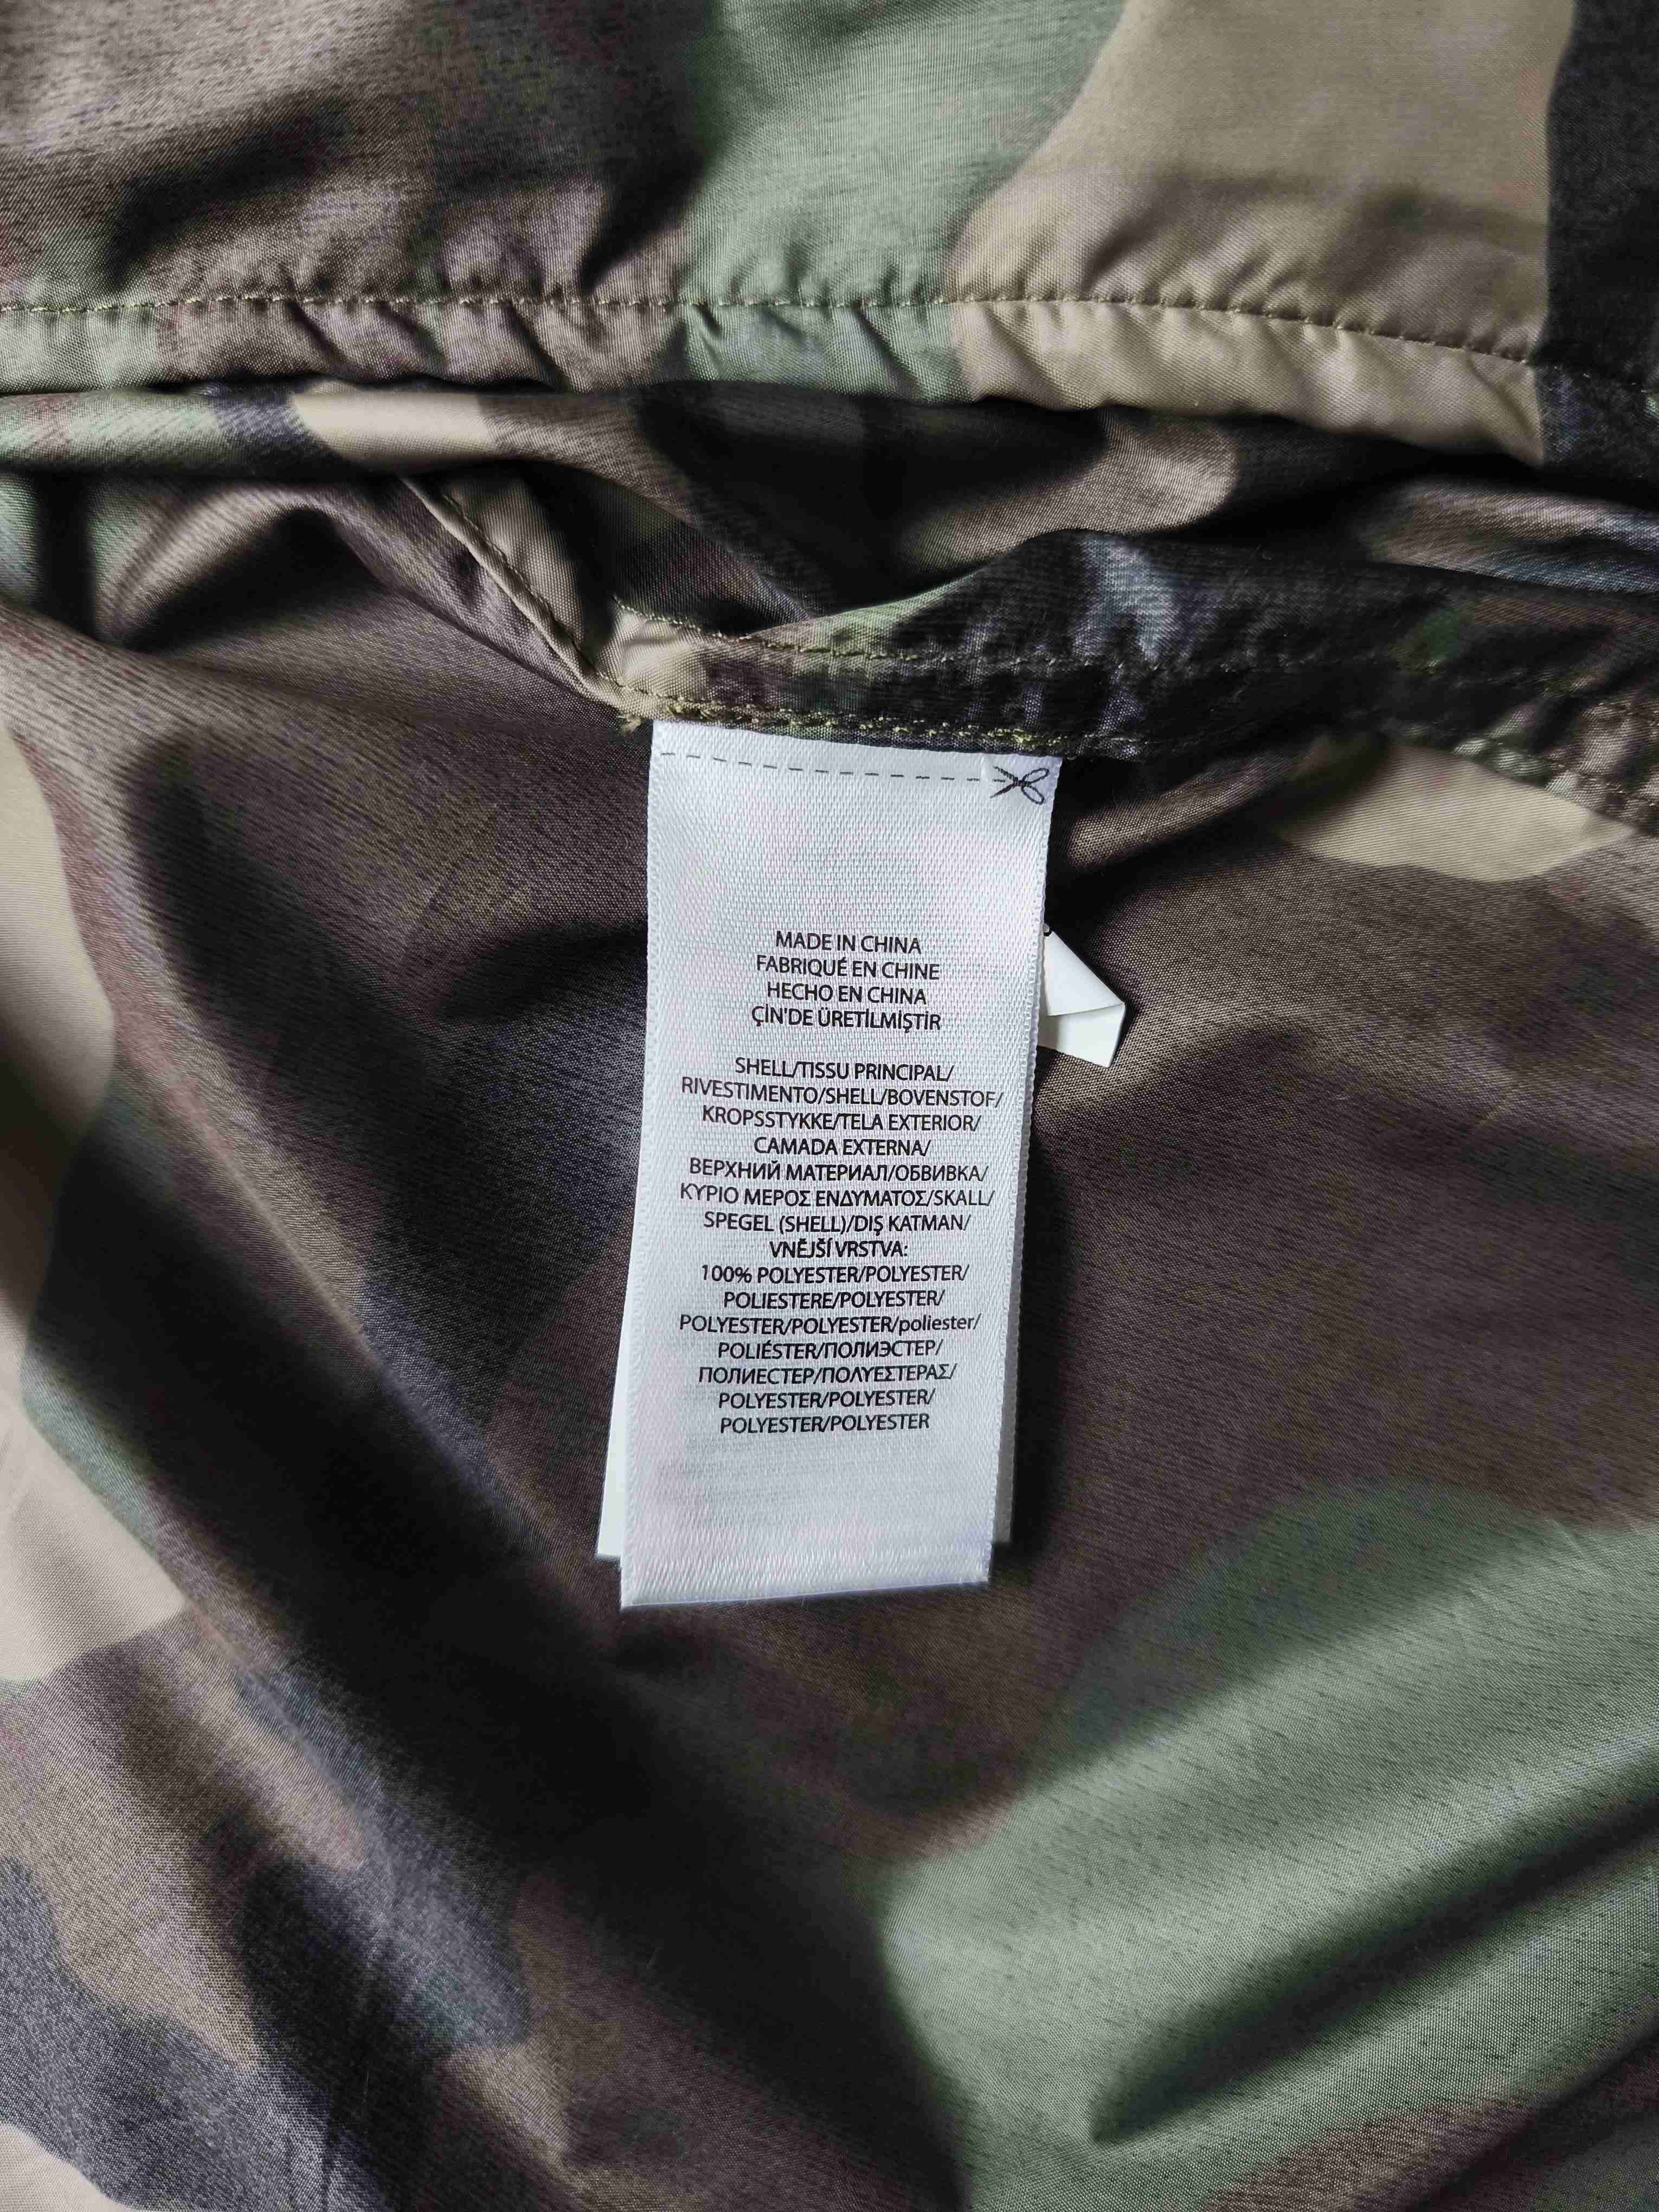 MADE IN CHINA
FABRIQUÉ EN CHINE
HECHO EN CHINA
ÇİN'DE ÜRETİLMİŞTİR
SHELL/TISSU PRINCIPAL/
RIVESTIMENTO/SHELL/BOVENSTOF/
KROPSSTYKKE/TELA EXTERIOR/
CAMADA EXTERNA/
ВЕРХНИЙ МАТЕРИАЛ/ОБВИВКА/
ΚΥΡΙΟ ΜΕΡΟΣ ΕΝΔΥΜΑΤΟΣ/SKALL/
SPEGEL (SHELL)/DIŞ KATMAN/
VNĚJŠÍ VRSTVA:
100% POLYESTER/POLYESTER/
POLIESTERE/POLYESTER/
POLYESTER/POLYESTER/poliester/
POLIÉSTER/ПОЛИЭСТЕР/
ПОЛИЕСТЕР/ΠΟΛΥΕΣΤΕΡΑΣ/
POLYESTER/POLYESTER/
POLYESTER/POLYESTER